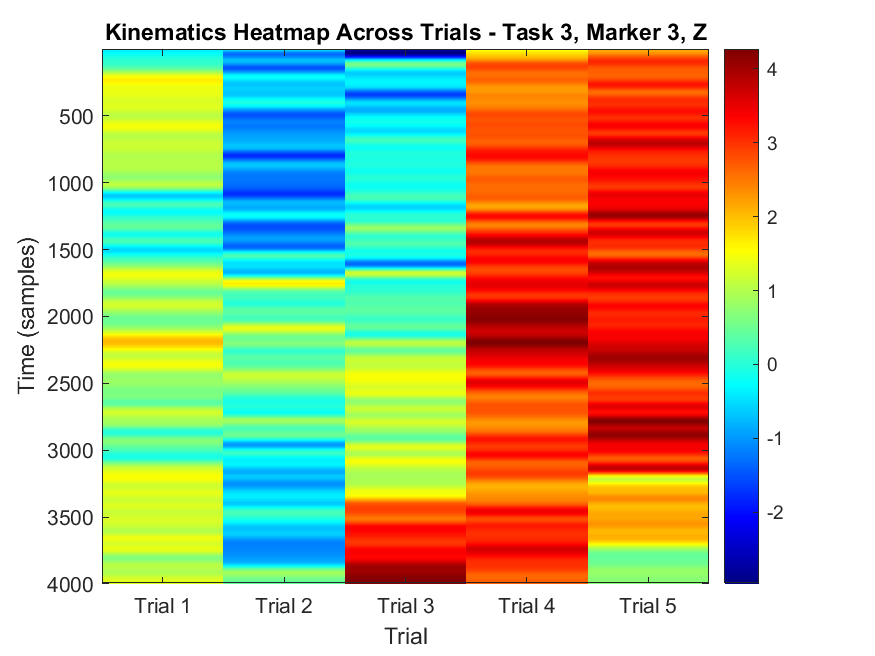 Kinematics Heatmap Across Trials - Task 3, Marker 3, Z
Time (samples)
500
1000
1500
2000
2500
3000
3500
4000
Trial 1
Trial 2
Trial 3
Trial 4
Trial 5
Trial
4
3
2
1
0
-1
-2